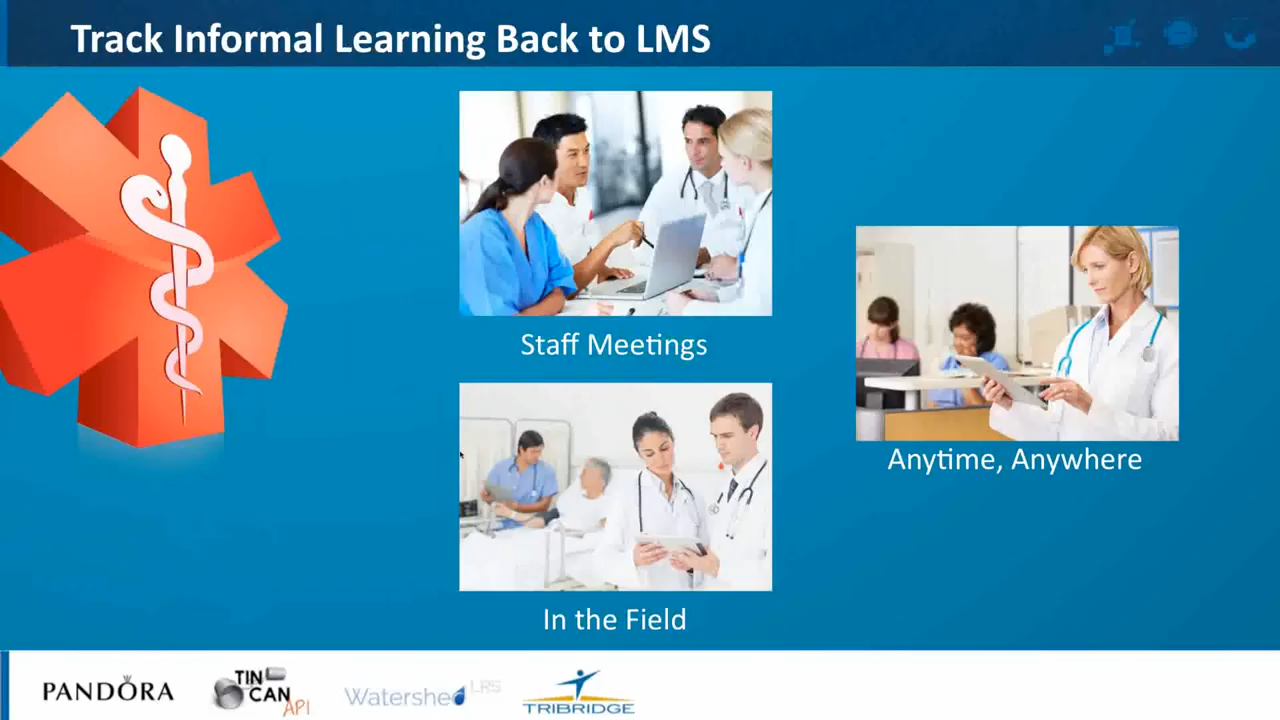 Track Informal Learning Back to LMS
Staff Meetings
Anytime, Anywhere
In the Field
PANDÖRA
TIN
CAN
API
Watershed LRS
TRIBRIDGE